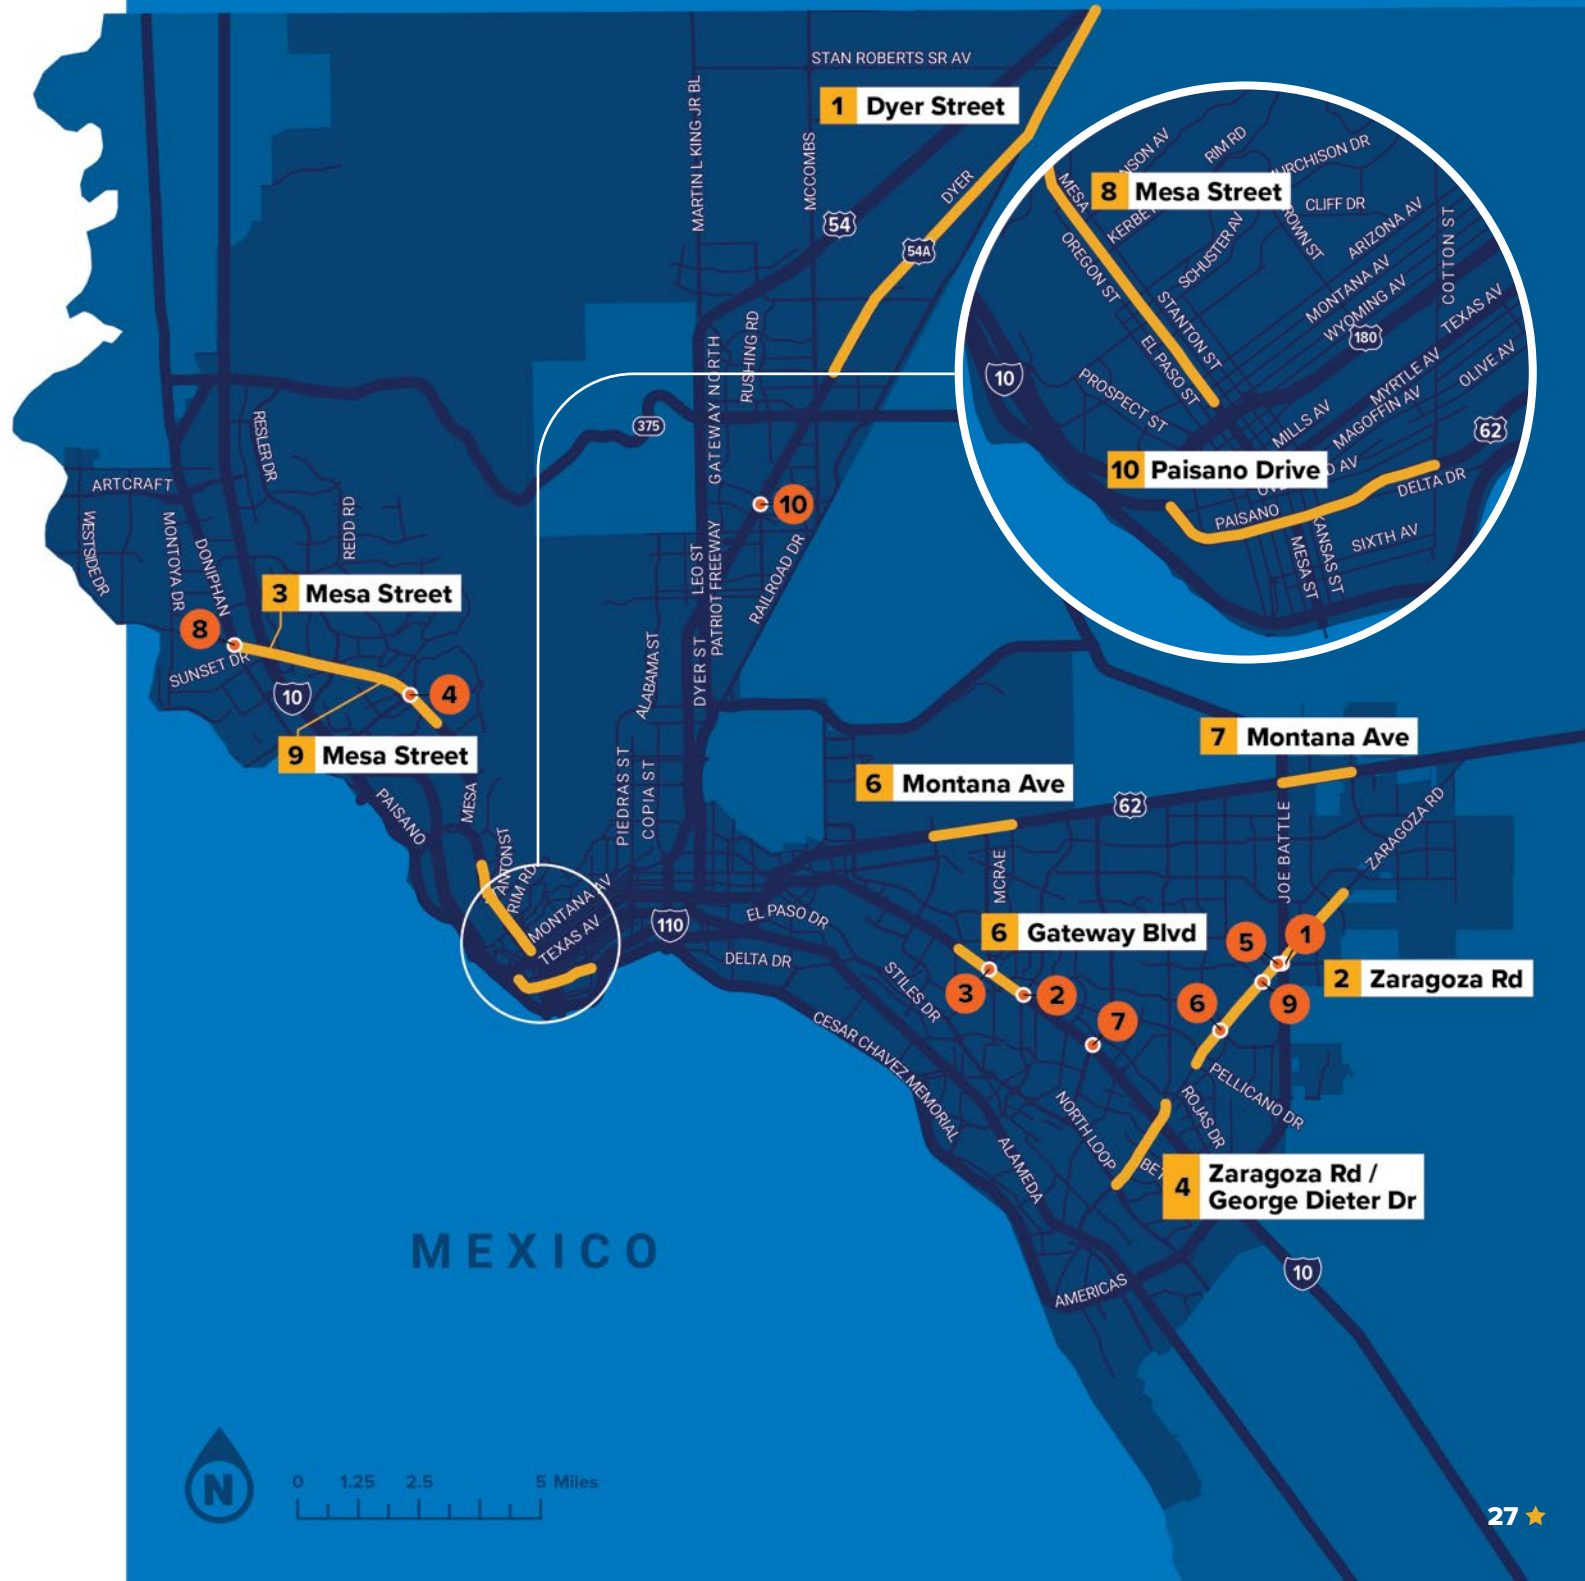 STAN ROBERTS SR AV
1 Dyer Street
MARTIN L KING JR BL
MCCOMBS
DYER
54
54A
8 Mesa Street
RIM RD
CLIFF DR
MESA
OREGON ST
SCHUSTER AV
ARIZONA AV
COTTON ST
MONTANA AV
WYOMING AV
STANTON ST
TEXAS AV
180
EL PASO ST
10
PROSPECT ST
MYRTLE AV
OLIVE AV
MILLS AV
MAGOFFIN AV
62
10 Paisano Drive
DELTA DR
PAISANO
SIXTH AV
MESA ST
KANSAS ST
RUSHING RD
GATEWAY NORTH
375
RESLER DR
ARTCRAFT
WESTSIDE DR
MONTOYA DR
DONIPHAN
REDD RD
10
LEO ST
PATRIOT FREEWAY
RAILROAD DR
3 Mesa Street
8
SUNSET DR
10
4
9 Mesa Street
ALABAMA ST
DYER ST
7 Montana Ave
6 Montana Ave
62
PIEDRAS ST
COPIA ST
PAISANO
MESA
RIM RD
MONTANA AV
TEXAS AV
110
EL PASO DR
DELTA DR
MCRAE
JOE BATTLE
ZARAGOZA RD
6 Gateway Blvd
5
1
2 Zaragoza Rd
3
2
6
9
7
STILES DR
CESAR CHAVEZ MEMORIAL
NORTH LOOP
ROJAS DR
PELLICANO DR
ALAMEDA
4 Zaragoza Rd /
George Dieter Dr
MEXICO
AMERICAS
10
N
0 1.25 2.5 5 Miles
27